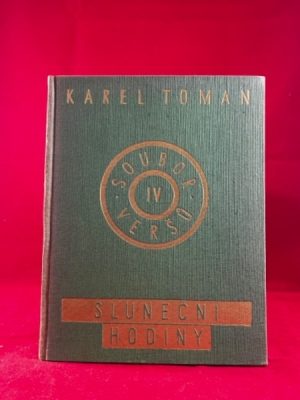 KAREL TOMAN
SOUBOR
IV
VERŠŮ
SLUNEČNÍ
HODINY